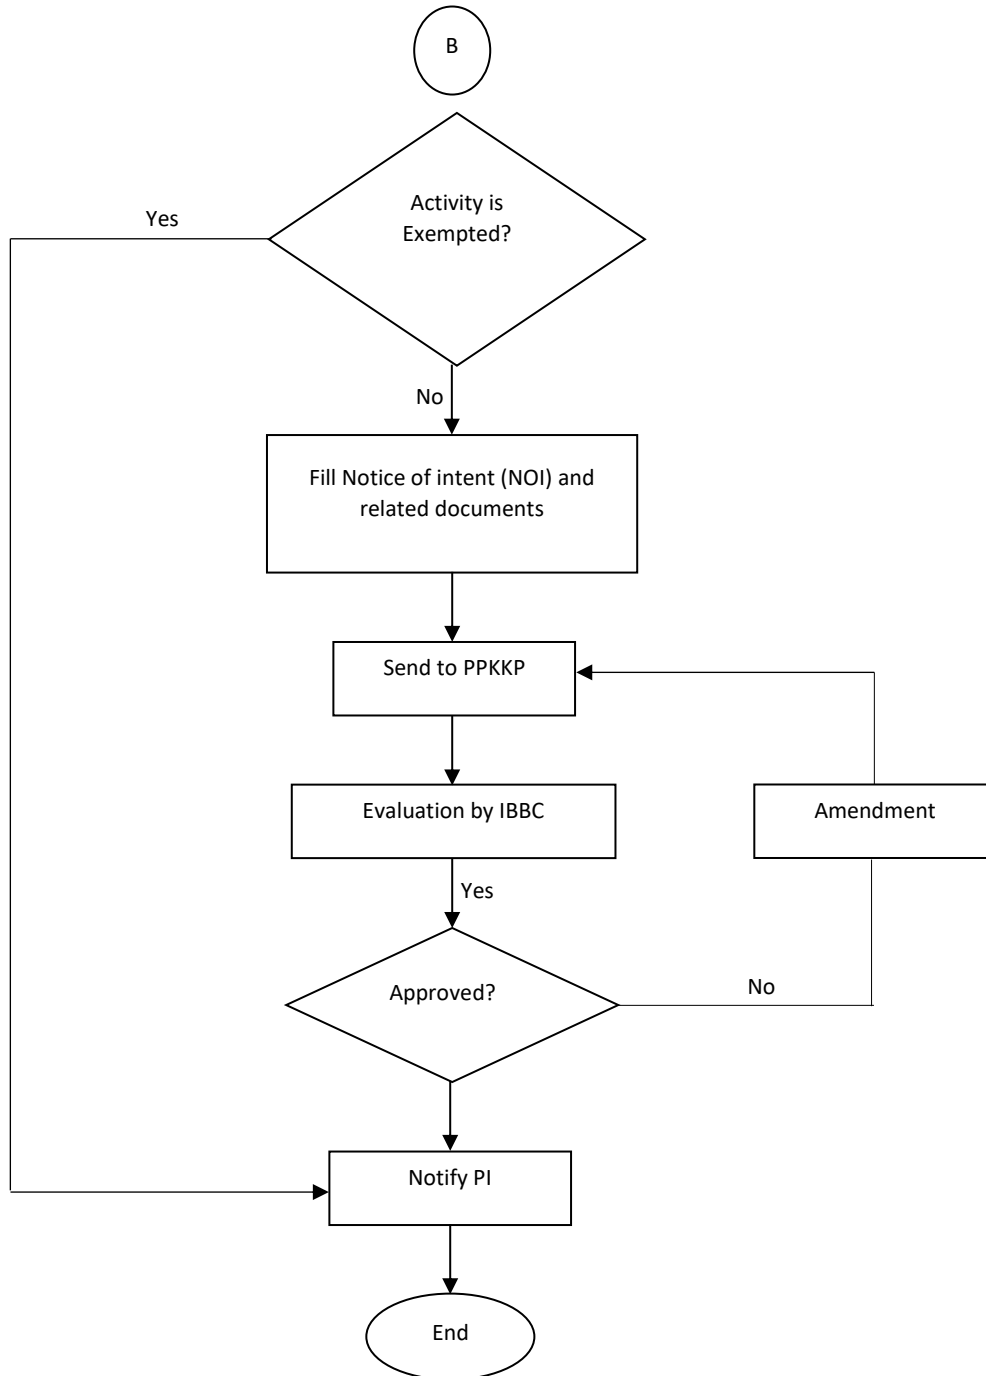 B
Activity is
Exempted?
Yes
No
Fill Notice of intent (NOI) and
related documents
Send to PPKKP
Evaluation by IBBC
Amendment
Yes
Approved?
No
Notify PI
End